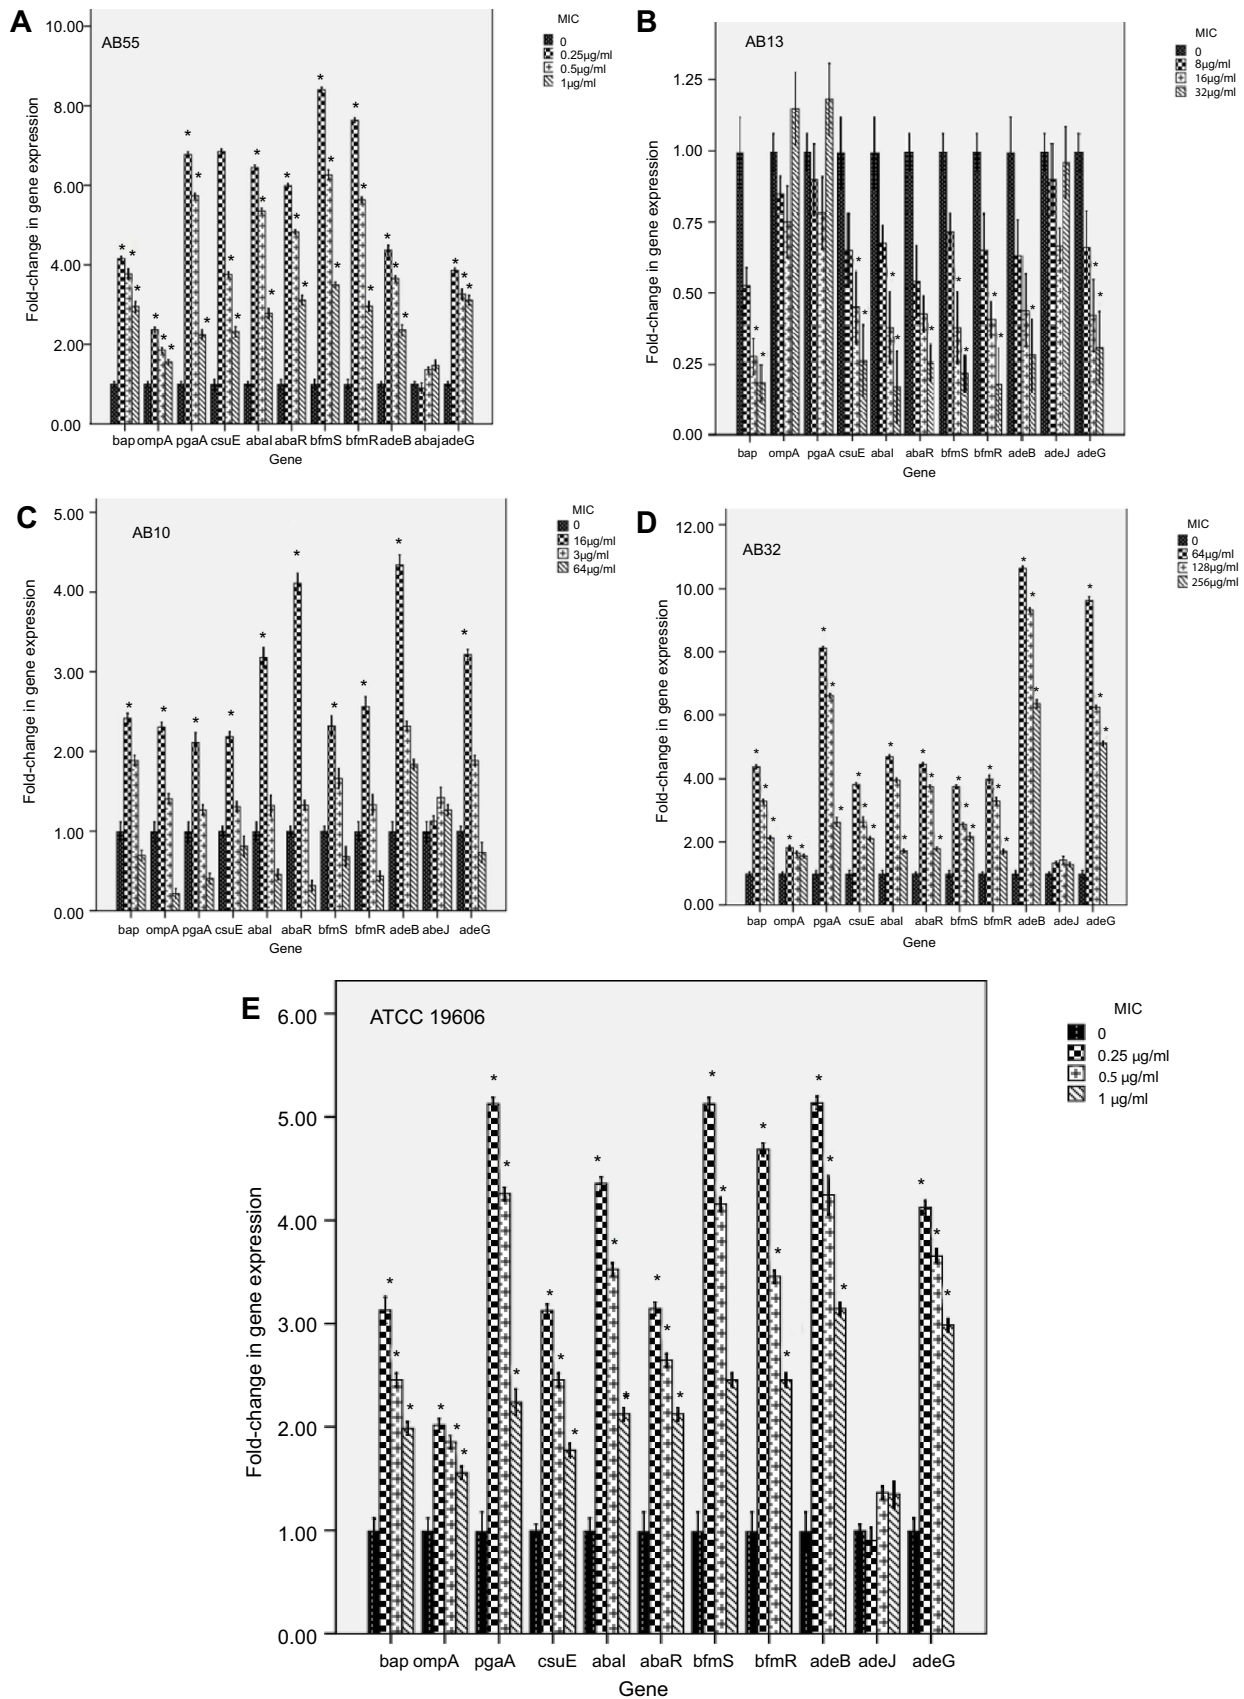 A
AB55
MIC
0
0.25µg/ml
0.5µg/ml
1µg/ml
10.00
8.00
6.00
4.00
2.00
0.00
Fold-change in gene expression
bap ompA pgaA csuE abaI abaR bfmS bfmR adeB abaj adeG
Gene
B
AB13
MIC
0
8µg/ml
16µg/ml
32µg/ml
1.25
1.00
0.75
0.50
0.25
0.00
Fold-change in gene expression
bap ompA pgaA csuE abaI abaR bfmS bfmR adeB adeJ adeG
Gene
C
AB10
MIC
0
16µg/ml
3µg/ml
64µg/ml
5.00
4.00
3.00
2.00
1.00
0.00
Fold-change in gene expression
bap ompA pgaA csuE abaI abaR bfmS bfmR adeB abeJ adeG
Gene
D
AB32
MIC
0
64µg/ml
128µg/ml
256µg/ml
12.00
10.00
8.00
6.00
4.00
2.00
0.00
Fold-change in gene expression
bap ompA pgaA csuE abaI abaR bfmS bfmR adeB adeJ adeG
Gene
E
ATCC 19606
MIC
0
0.25 µg/ml
0.5 µg/ml
1 µg/ml
6.00
5.00
4.00
3.00
2.00
1.00
0.00
Fold-change in gene expression
bap ompA pgaA csuE abaI abaR bfmS bfmR adeB adeJ adeG
Gene